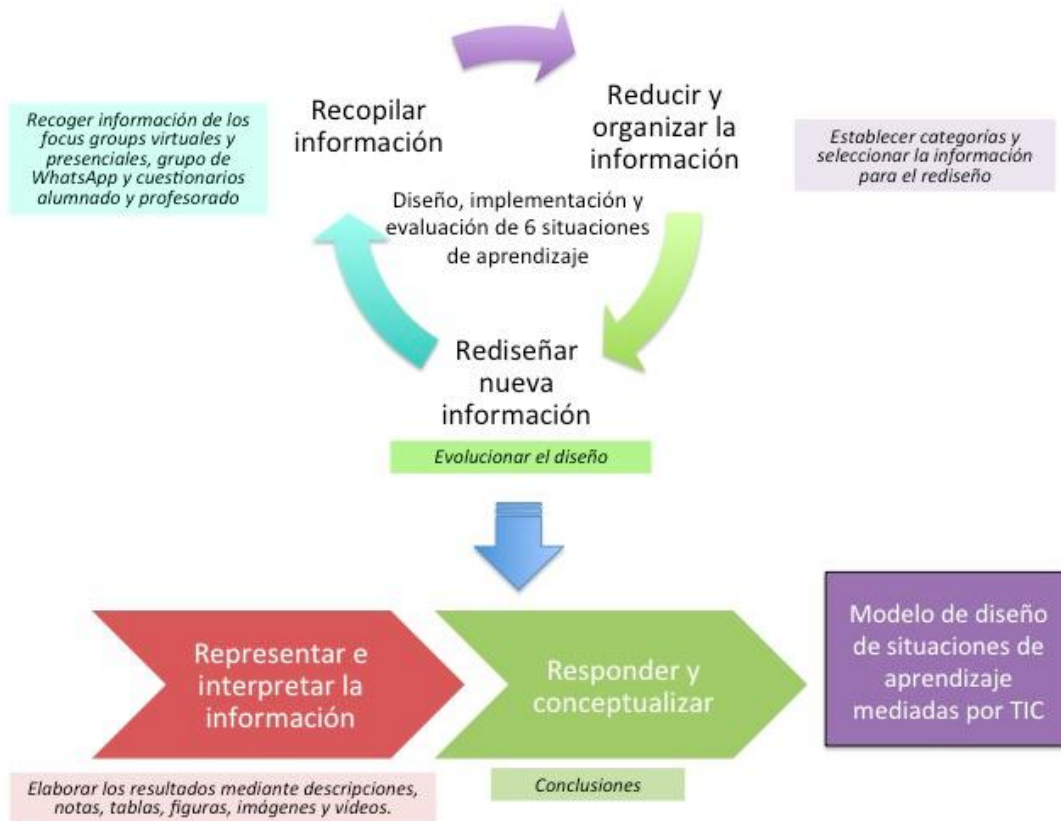 Recopilar
información
Reducir y
organizar la
información
Recoger información de los
focus groups virtuales y
presenciales, grupo de
WhatsApp y cuestionarios
alumnado y profesorado
Establecer categorías y
seleccionar la información
para el rediseño
Diseño, implementación y
evaluación de 6 situaciones
de aprendizaje
Rediseñar
nueva
información
Evolucionar el diseño
Representar e
interpretar la
información
Responder y
conceptualizar
Modelo de diseño
de situaciones de
aprendizaje
mediadas por TIC
Elaborar los resultados mediante descripciones,
notas, tablas, figuras, imágenes y vídeos.
Conclusiones